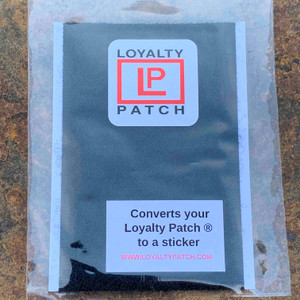 LOYALTY
LP
PATCH
Converts your
Loyalty Patch ®
to a sticker
WWW.LOYALTYPATCH.COM